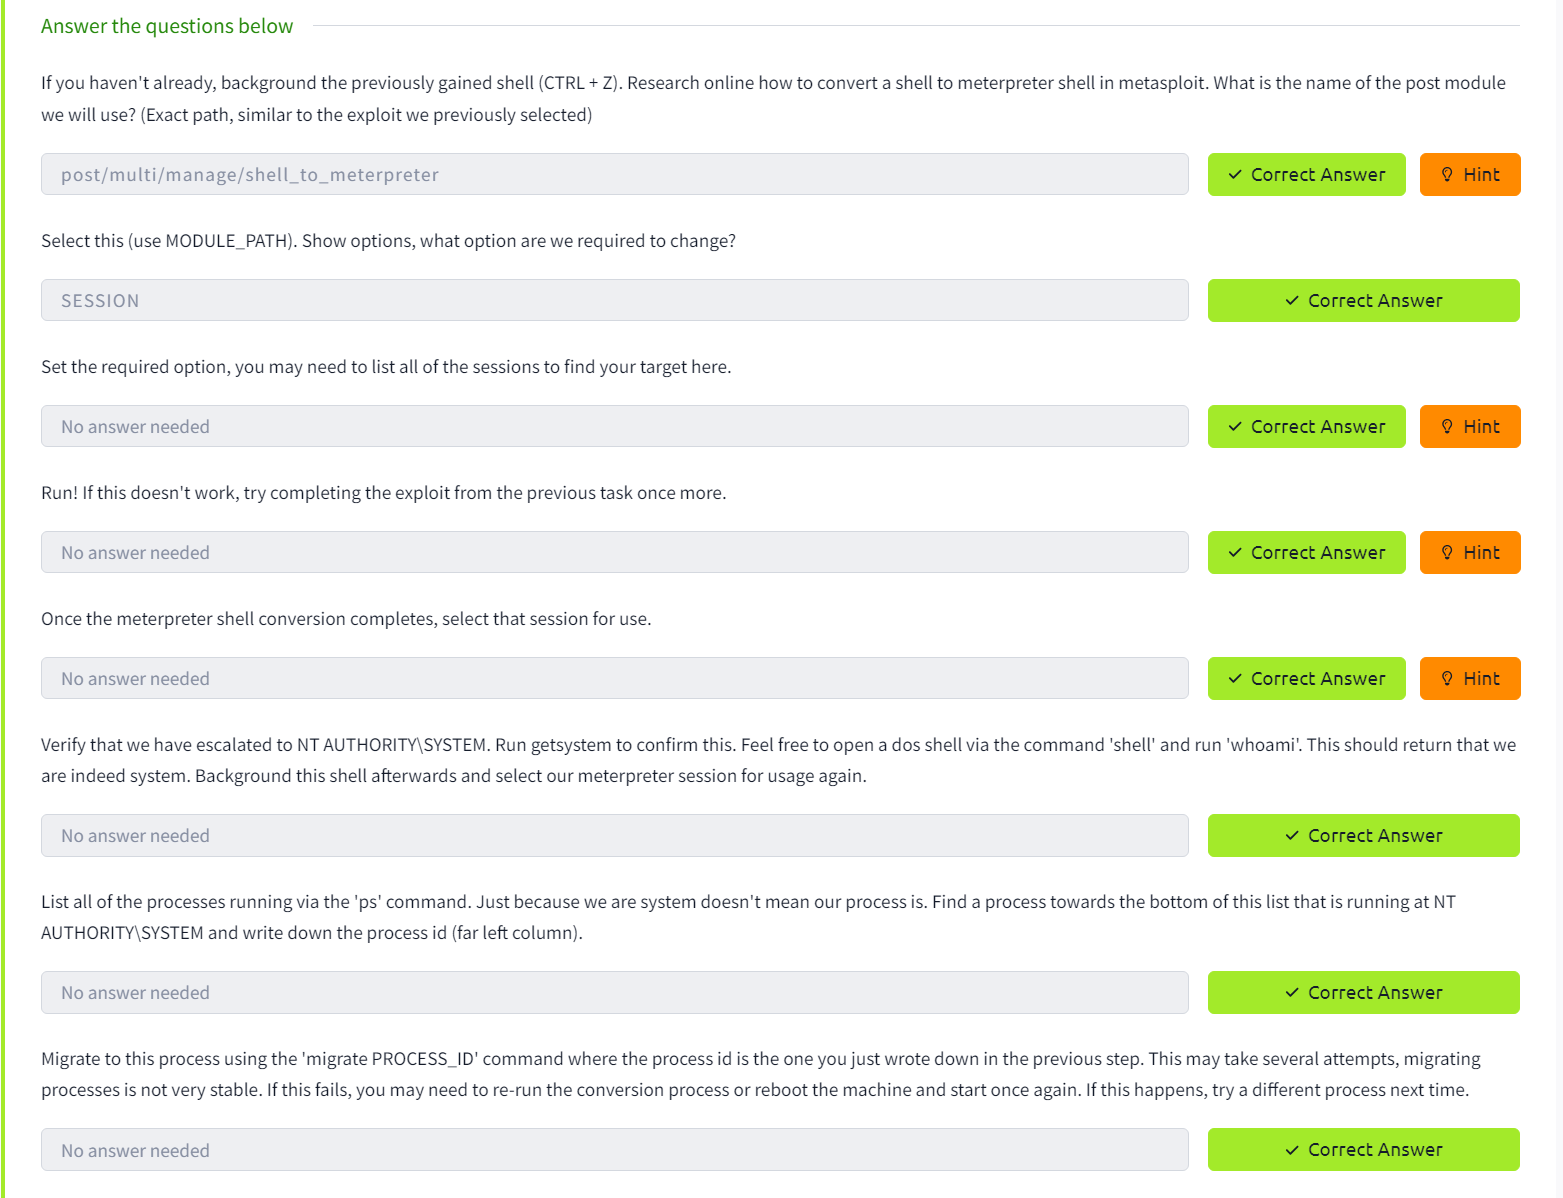 Answer the questions below
If you haven't already, background the previously gained shell (CTRL + Z). Research online how to convert a shell to meterpreter shell in metasploit. What is the name of the post module
we will use? (Exact path, similar to the exploit we previously selected)
post/multi/manage/shell_to_meterpreter
Correct Answer
Hint
Select this (use MODULE_PATH). Show options, what option are we required to change?
SESSION
Correct Answer
Set the required option, you may need to list all of the sessions to find your target here.
No answer needed
Correct Answer
Hint
Run! If this doesn't work, try completing the exploit from the previous task once more.
No answer needed
Correct Answer
Hint
Once the meterpreter shell conversion completes, select that session for use.
No answer needed
Correct Answer
Hint
Verify that we have escalated to NT AUTHORITY\SYSTEM. Run getsystem to confirm this. Feel free to open a dos shell via the command 'shell' and run 'whoami'. This should return that we
are indeed system. Background this shell afterwards and select our meterpreter session for usage again.
No answer needed
Correct Answer
List all of the processes running via the 'ps' command. Just because we are system doesn't mean our process is. Find a process towards the bottom of this list that is running at NT
AUTHORITY\SYSTEM and write down the process id (far left column).
No answer needed
Correct Answer
Migrate to this process using the 'migrate PROCESS_ID' command where the process id is the one you just wrote down in the previous step. This may take several attempts, migrating
processes is not very stable. If this fails, you may need to re-run the conversion process or reboot the machine and start once again. If this happens, try a different process next time.
No answer needed
Correct Answer